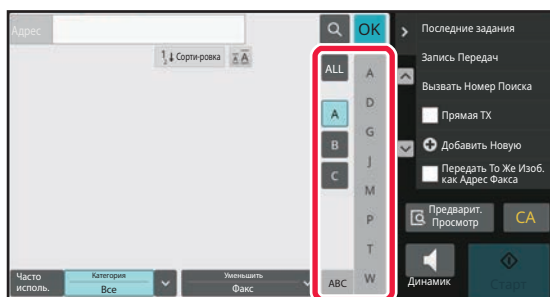 Адрес
OK
Сорти-ровка
ALL
A
B
C
ABC
A
D
G
J
M
P
T
W
Часто
исполь.
Категория
Все
Уменьшить
Факс
Последние задания
Запись Передач
Вызвать Номер Поиска
Прямая TX
Добавить Новую
Передать То Же Изоб.
как Адрес Факса
Предварит.
Просмотр
CA
Динамик
Старт